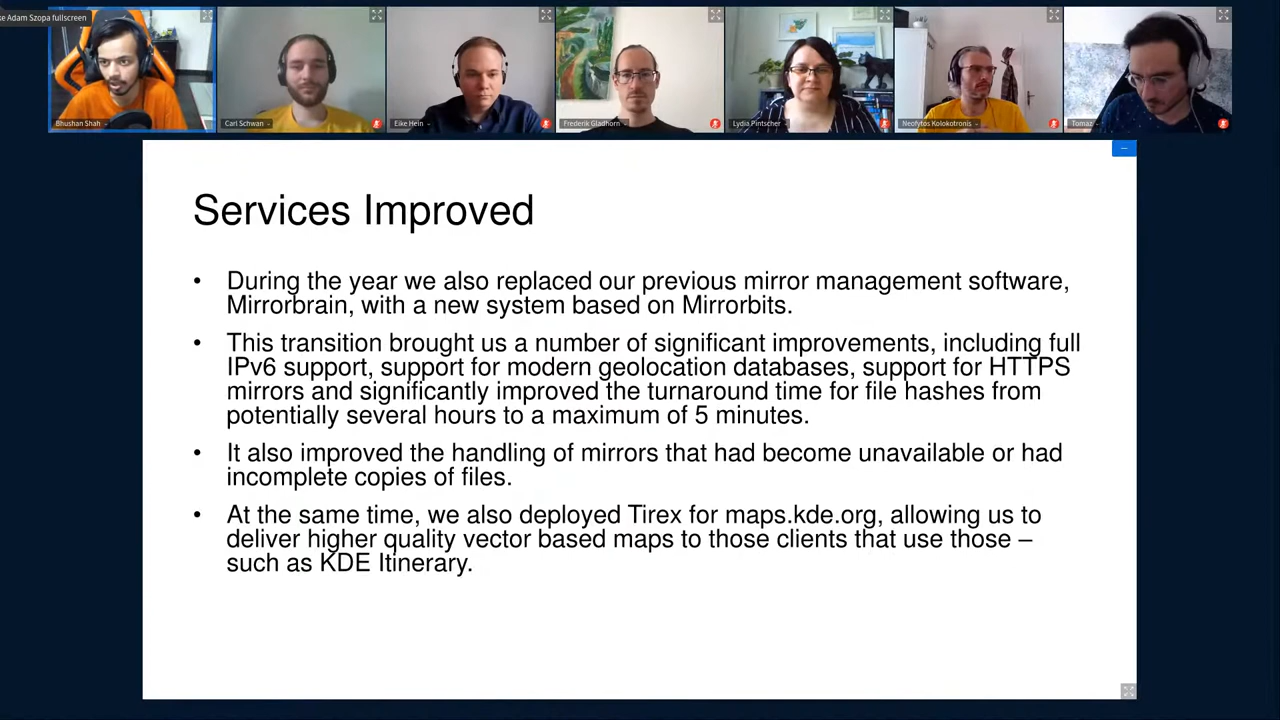 ke Adam Szopa fullscreen
Bhushan Shah
Carl Schwan
Eike Hein
Frederik Gladhorn
Lydia Pintscher
Neofytos Kolokotronis
Tomaz
Services Improved
• During the year we also replaced our previous mirror management software,
Mirrorbrain, with a new system based on Mirrorbits.
• This transition brought us a number of significant improvements, including full
IPv6 support, support for modern geolocation databases, support for HTTPS
mirrors and significantly improved the turnaround time for file hashes from
potentially several hours to a maximum of 5 minutes.
• It also improved the handling of mirrors that had become unavailable or had
incomplete copies of files.
• At the same time, we also deployed Tirex for maps.kde.org, allowing us to
deliver higher quality vector based maps to those clients that use those –
such as KDE Itinerary.